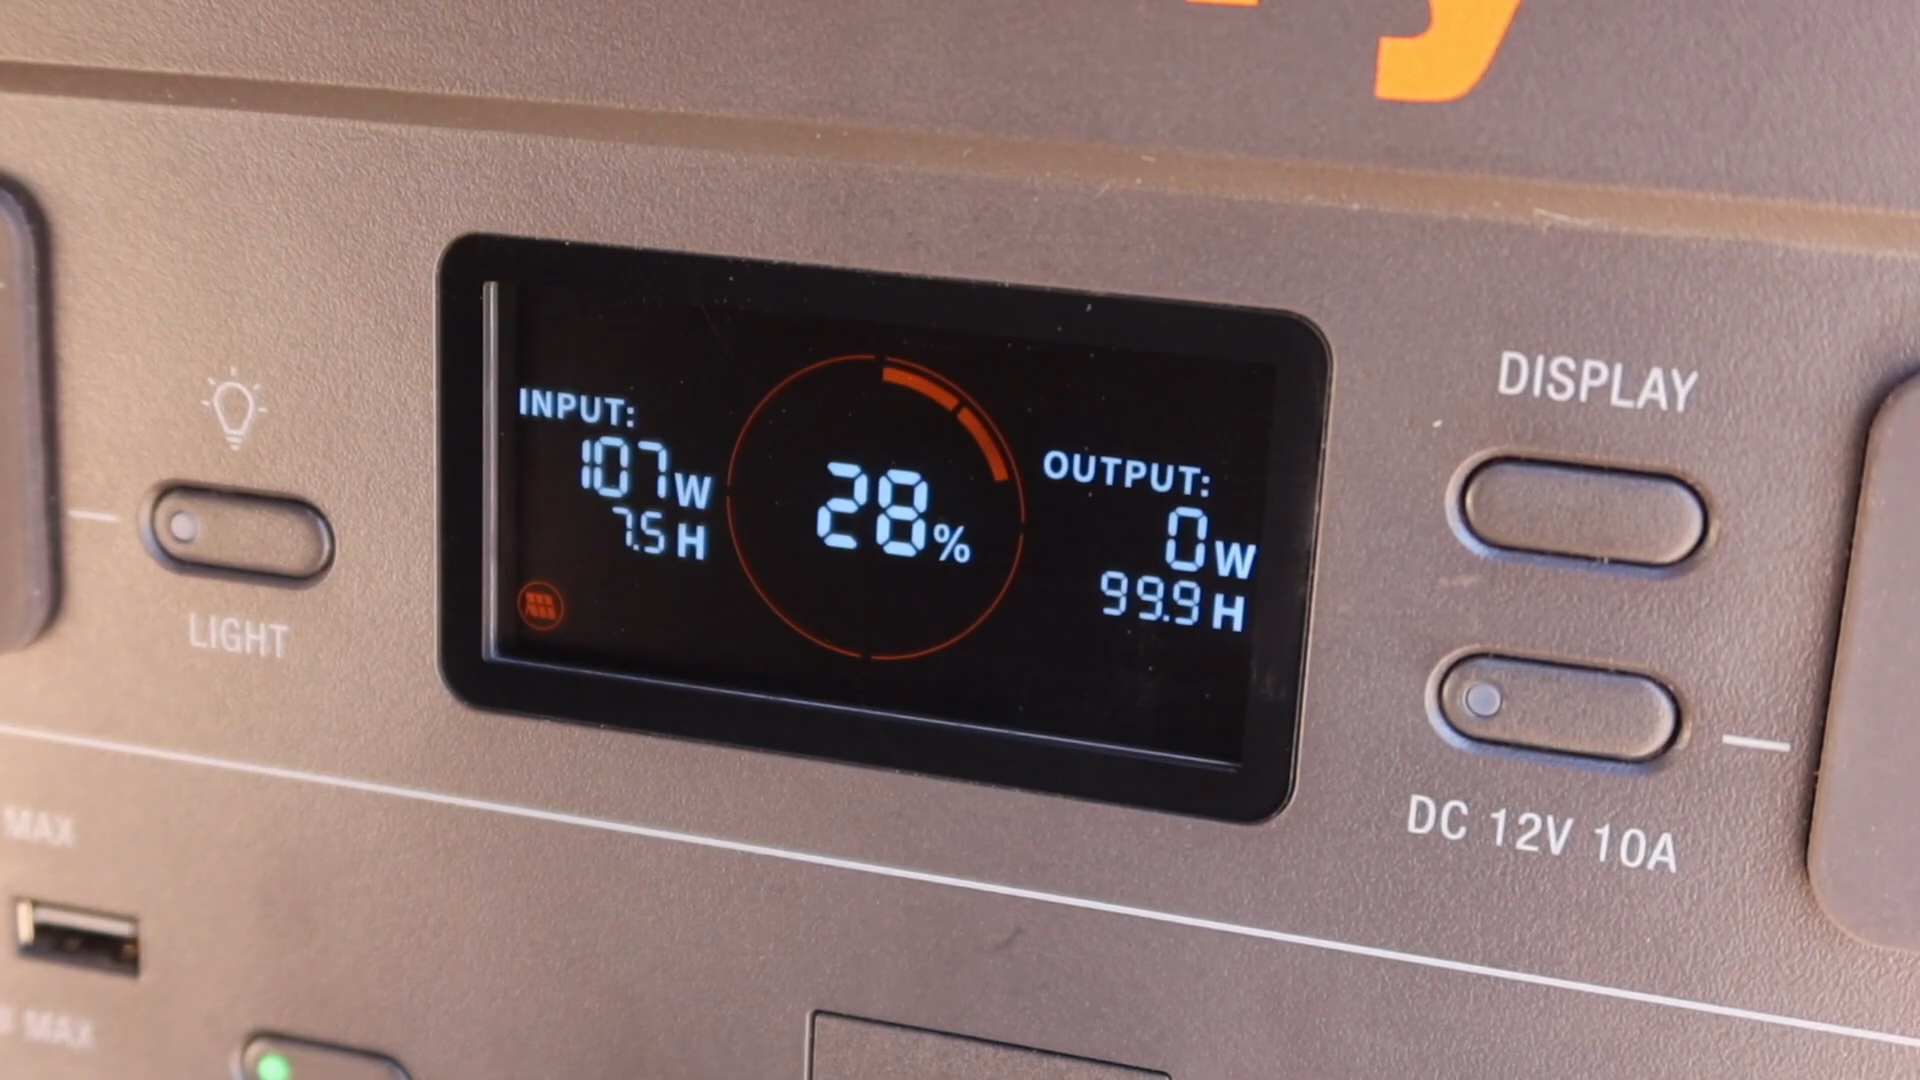 y
INPUT:
107W
7.5H
28%
OUTPUT:
0W
99.9H
DISPLAY
LIGHT
DC 12V 10A
MAX
MAX